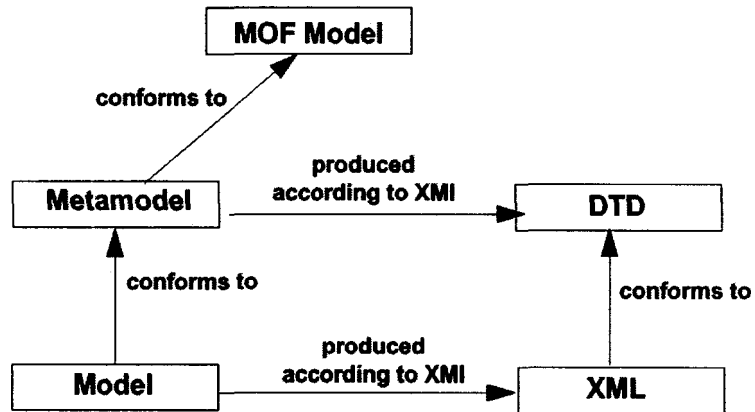 MOF Model
conforms to
produced
according to XMI
Metamodel
DTD
conforms to
conforms to
produced
according to XMI
Model
XML